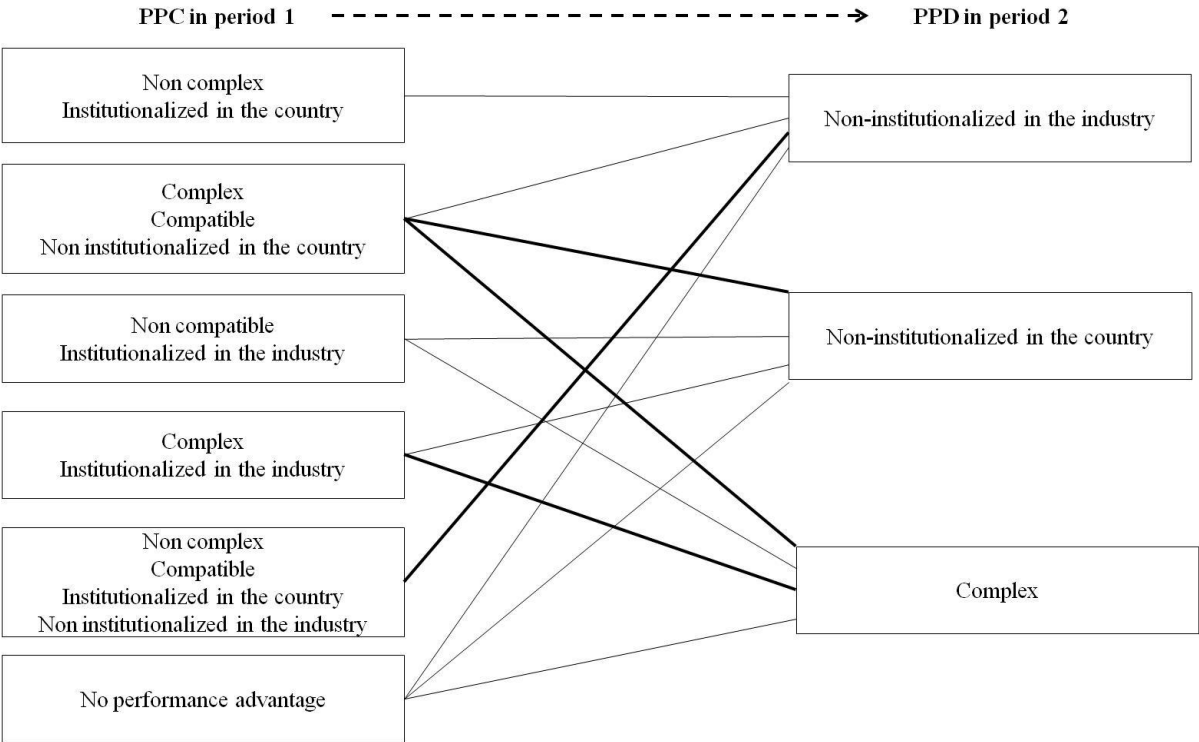 PPC in period 1
PPD in period 2
Non complex
Institutionalized in the country
Complex
Compatible
Non institutionalized in the country
Non compatible
Institutionalized in the industry
Complex
Institutionalized in the industry
Non complex
Compatible
Institutionalized in the country
Non institutionalized in the industry
No performance advantage
Non-institutionalized in the industry
Non-institutionalized in the country
Complex